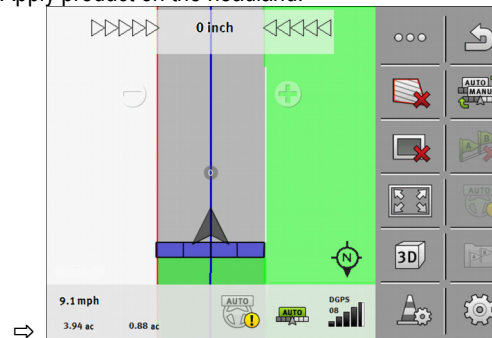 Apply product on the headland.
0 inch
AUTO
MANU
A
B
0
AUTO
N
3D
9.1 mph
3.94 ac
0.88 ac
AUTO
AUTO
DGPS
08